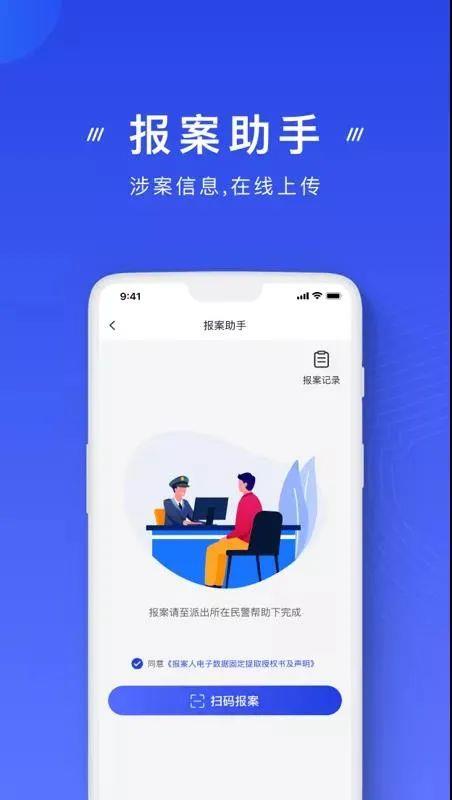 报案助手
涉案信息,在线上传
9:41
报案助手
报案记录
报案请至派出所在民警帮助下完成
同意《报案人电子数据固定提取授权书及声明》
扫码报案